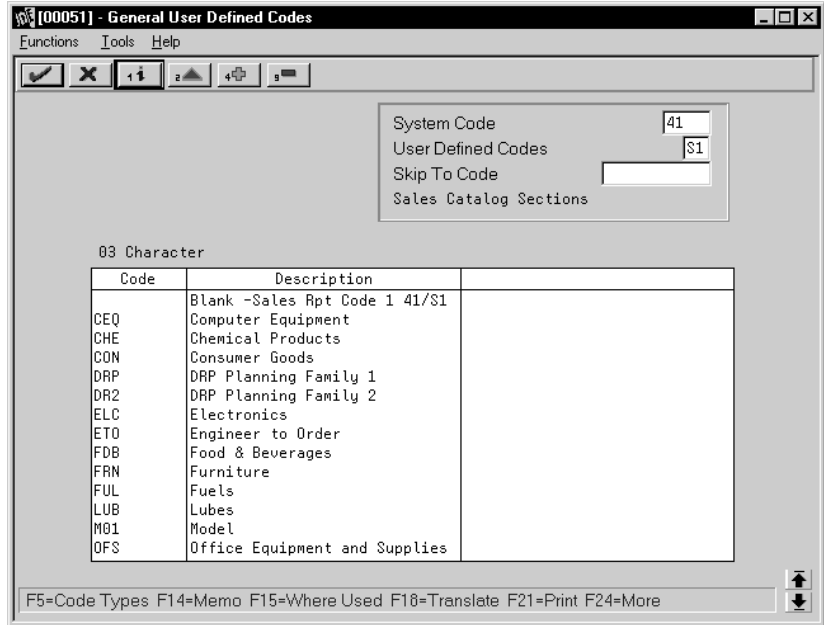 [00051] - General User Defined Codes
Functions Tools Help
1 i 2 4 9
System Code 41
User Defined Codes S1
Skip To Code
Sales Catalog Sections
03 Character
Code Description
Blank -Sales Rpt Code 1 41/S1
CEQ Computer Equipment
CHE Chemical Products
CON Consumer Goods
DRP DRP Planning Family 1
DR2 DRP Planning Family 2
ELC Electronics
ETO Engineer to Order
FDB Food & Beverages
FRN Furniture
FUL Fuels
LUB Lubes
M01 Model
OFS Office Equipment and Supplies
F5=Code Types F14=Memo F15=Where Used F18=Translate F21=Print F24=More